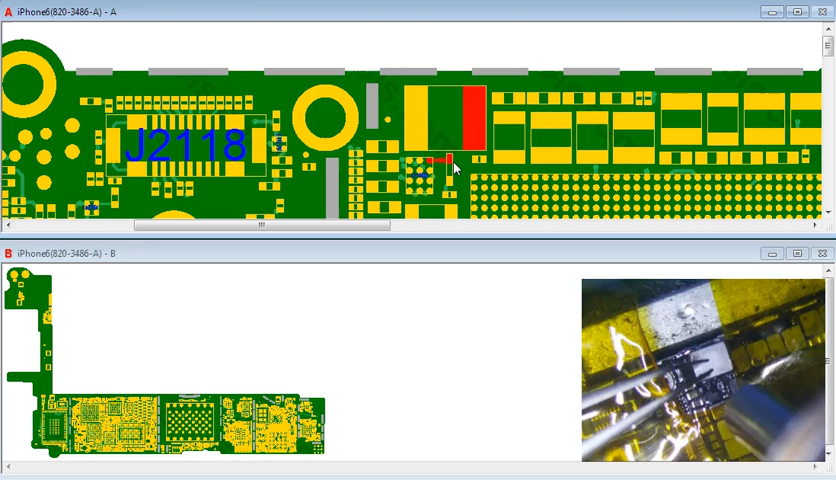 A iPhone6(820-3486-A) - A
J2118
B iPhone6(820-3486-A) - B